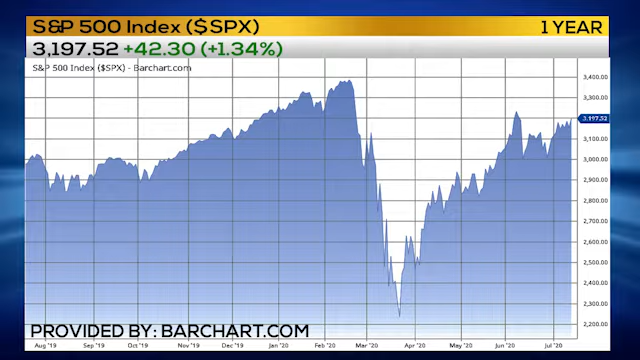 S&P 500 Index ($SPX)
1 YEAR
3,197.52 +42.30 (+1.34%)
S&P 500 Index ($SPX) - Barchart.com
3,400.00
3,300.00
3,197.52
3,100.00
3,000.00
2,900.00
2,800.00
2,700.00
2,600.00
2,500.00
2,400.00
2,300.00
2,200.00
PROVIDED BY: BARCHART.COM
Aug '19 Sep '19 Oct '19 Nov '19 Dec '19 Jan '20 Feb '20 Mar '20 Apr '20 May '20 Jun '20 Jul '20